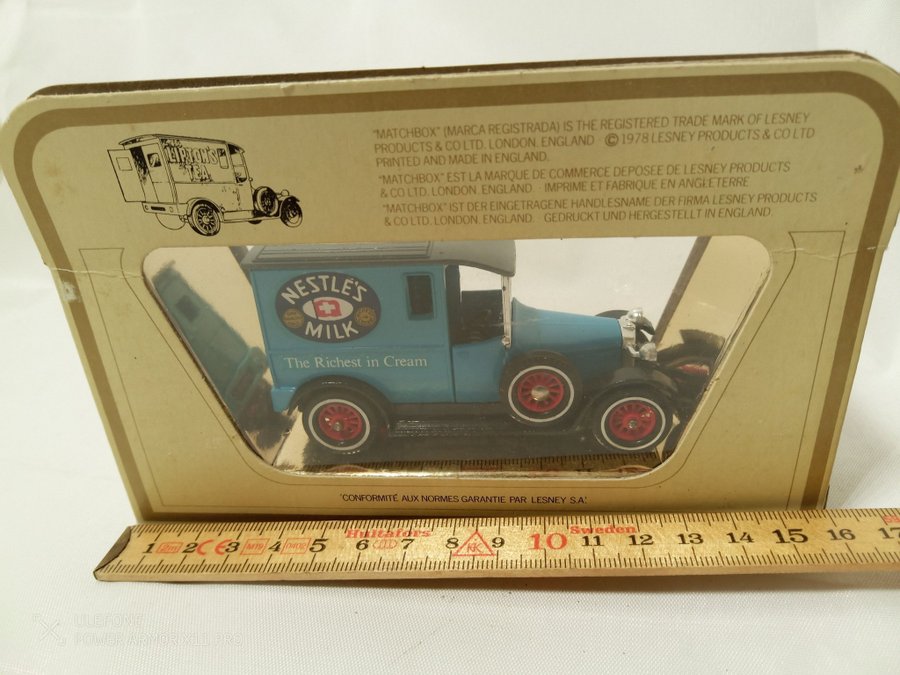 "MATCHBOX" (MARCA REGISTRADA) IS THE REGISTERED TRADE MARK OF LESNEY
PRODUCTS & CO LTD. LONDON. ENGLAND © 1978 LESNEY PRODUCTS & CO LTD
PRINTED AND MADE IN ENGLAND.
"MATCHBOX" EST LA MARQUE DE COMMERCE DEPOSEE DE LESNEY PRODUCTS
& CO LTD. LONDON. ENGLAND. IMPRIME ET FABRIQUE EN ANGLETERRE
"MATCHBOX" IST DER EINGETRAGENE HANDLESNAME DER FIRMA LESNEY PRODUCTS
& CO LTD. LONDON, ENGLAND. GEDRUCKT UND HERGESTELLT IN ENGLAND
LIPTON'S
TEA
NESTLÉ'S
MILK
The Richest in Cream
"CONFORMITÉ AUX NORMES GARANTIE PAR LESNEY S.A."
Hultafors Sweden
1 2m 2 CE 3 M19 4 5 6 7 8 9 10 11 12 13 14 15 16 17
ULEFONE
POWER ARMOR X11 PRO